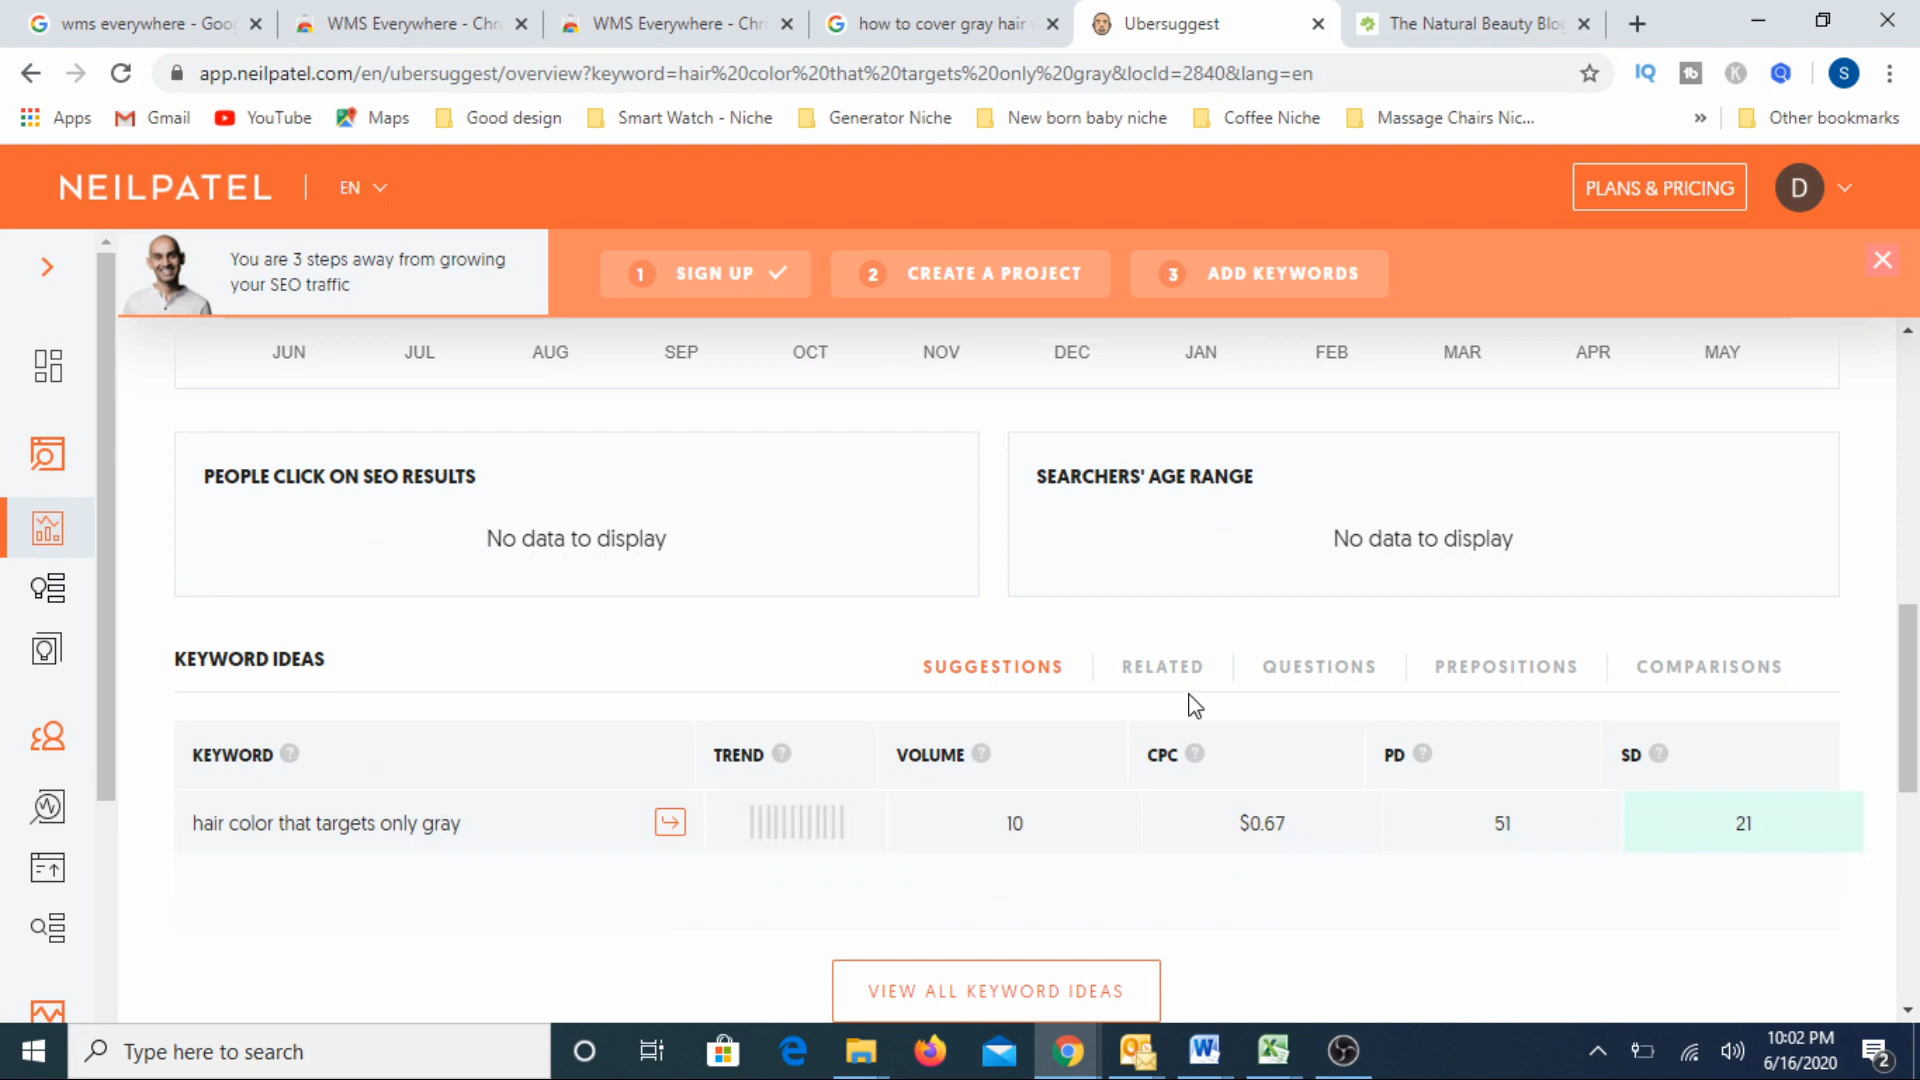 wms everywhere - Goo
WMS Everywhere - Chr
WMS Everywhere - Chr
how to cover gray hair
Ubersuggest
The Natural Beauty Blo
app.neilpatel.com/en/ubersuggest/overview?keyword=hair%20color%20that%20targets%20only%20gray&locId=2840&lang=en
IQ
tb
K
S
Apps
Gmail
YouTube
Maps
Good design
Smart Watch - Niche
Generator Niche
New born baby niche
Coffee Niche
Massage Chairs Nic...
»
Other bookmarks
NEILPATEL
EN
PLANS & PRICING
D
You are 3 steps away from growing
your SEO traffic
1 SIGN UP
2 CREATE A PROJECT
3 ADD KEYWORDS
JUN JUL AUG SEP OCT NOV DEC JAN FEB MAR APR MAY
PEOPLE CLICK ON SEO RESULTS
No data to display
SEARCHERS' AGE RANGE
No data to display
KEYWORD IDEAS
SUGGESTIONS RELATED QUESTIONS PREPOSITIONS COMPARISONS
KEYWORD ? TREND ? VOLUME ? CPC ? PD ? SD ?
hair color that targets only gray 10 $0.67 51 21
VIEW ALL KEYWORD IDEAS
Type here to search
10:02 PM
6/16/2020
2